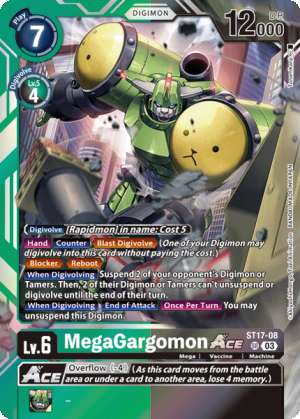 Play
7
DIGIMON
DP
12000
Digivolve
Lv.5
4
Digivolve [Rapidmon] in name: Cost 5
Hand Counter Blast Digivolve (One of your Digimon may
digivolve into this card without paying the cost.)
Blocker Reboot
When Digivolving Suspend 2 of your opponent's Digimon or
Tamers. Then, 2 of their Digimon or Tamers can't unsuspend or
digivolve until the end of their turn.
When Digivolving End of Attack Once Per Turn You may
unsuspend this Digimon.
Lv.6 MegaGargomon ACE
ST17-08
03
Mega Vaccine Machine
ACE Overflow《-4》(As this card moves from the battle
area or under a card to another area, lose 4 memory.)